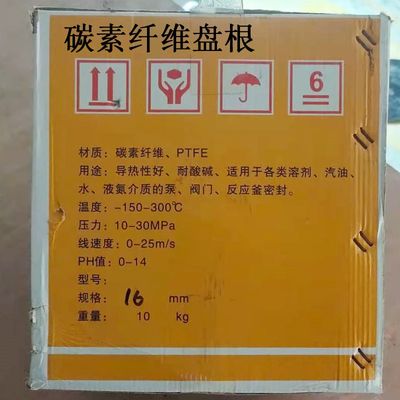 碳素纤维盘根
6
材质：碳素纤维、PTFE
用途：导热性好、耐酸碱、适用于各类溶剂、汽油、
水、液氮介质的泵、阀门、反应釜密封。
温度：-150-300℃
压力：10-30MPa
线速度：0-25m/s
PH值：0-14
型号：
规格：16 mm
重量：10 kg